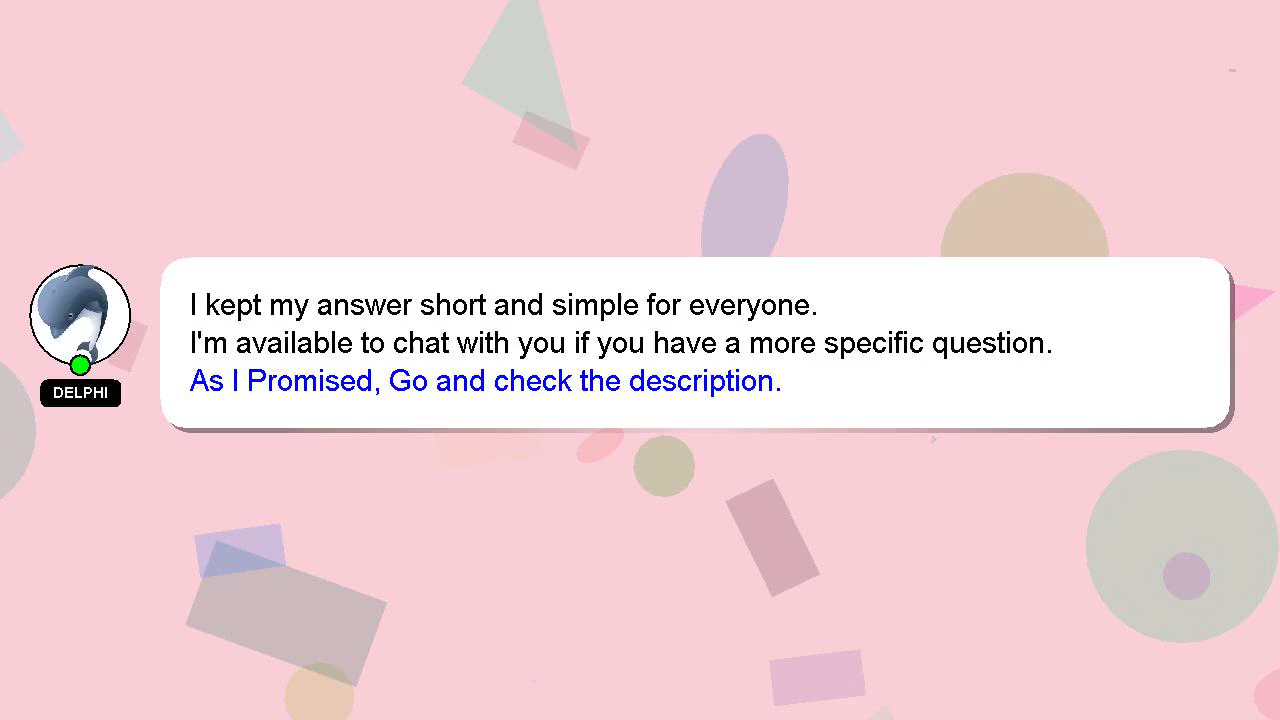 I kept my answer short and simple for everyone.
I'm available to chat with you if you have a more specific question.
As I Promised, Go and check the description.
DELPHI